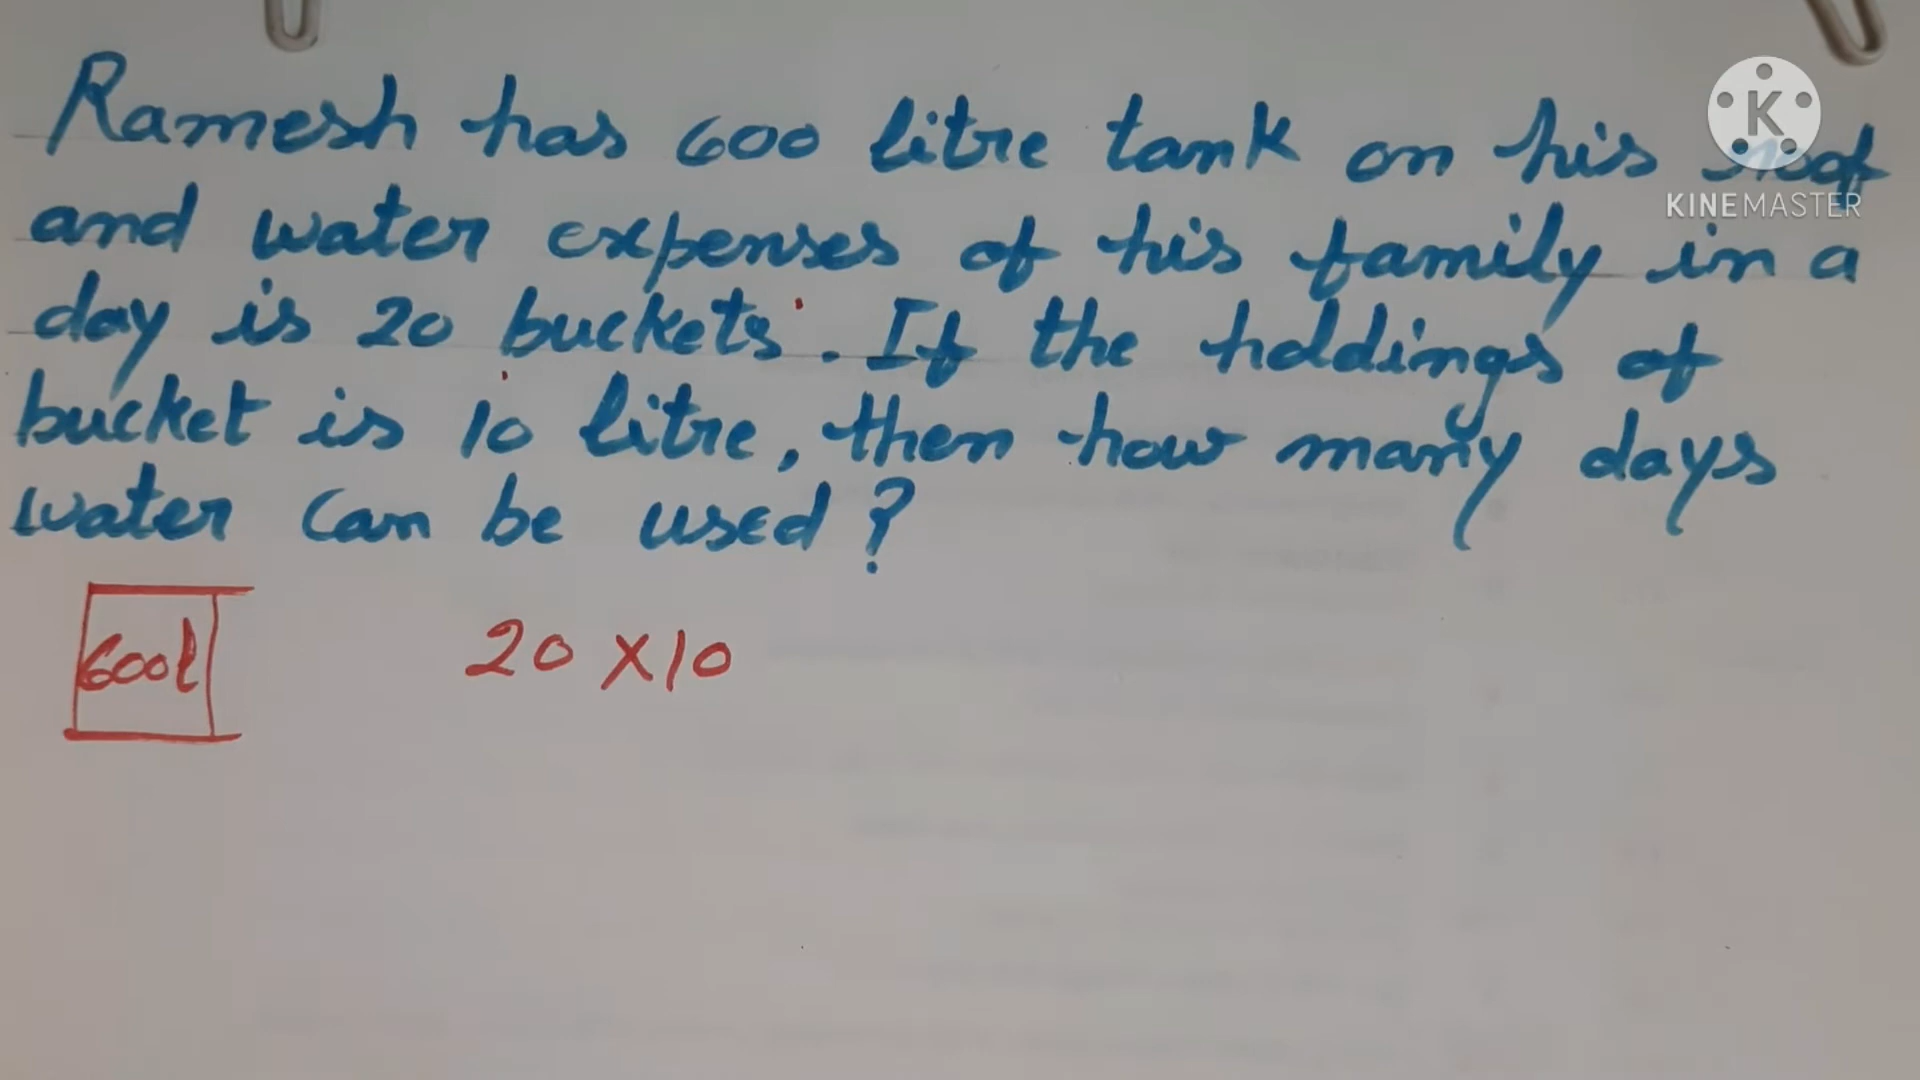 Ramesh has 600 litre tank on his roof
and water expenses of his family in a
day is 20 buckets. If the holdings of
bucket is 10 litre, then how many days
water can be used?
600l
20 x 10
K
KINEMASTER